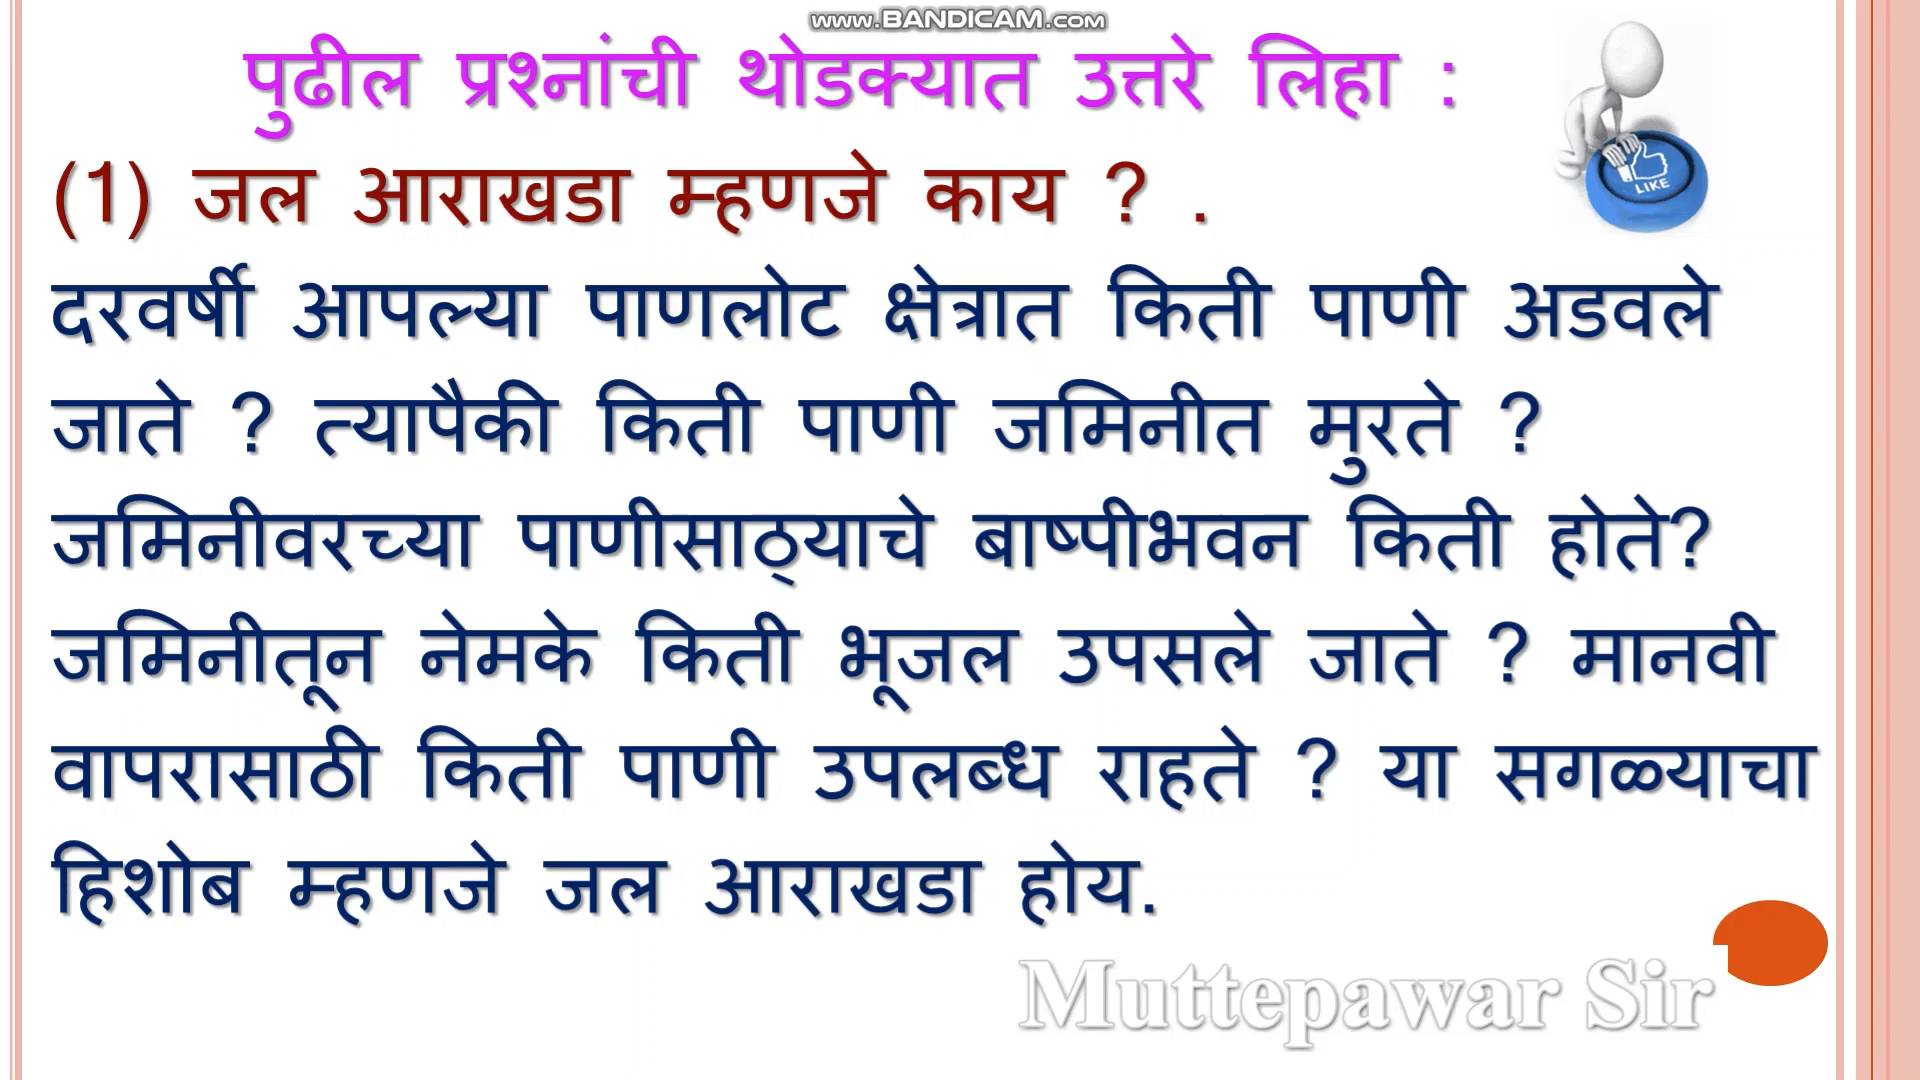 www.BANDICAM.com
पुढील प्रश्नांची थोडक्यात उत्तरे लिहा :
LIKE
(1) जल आराखडा म्हणजे काय ? .
दरवर्षी आपल्या पाणलोट क्षेत्रात किती पाणी अडवले
जाते ? त्यापैकी किती पाणी जमिनीत मुरते ?
जमिनीवरच्या पाणीसाठ्याचे बाष्पीभवन किती होते?
जमिनीतून नेमके किती भूजल उपसले जाते ? मानवी
वापरासाठी किती पाणी उपलब्ध राहते ? या सगळ्याचा
हिशोब म्हणजे जल आराखडा होय.
Muttepawar Sir